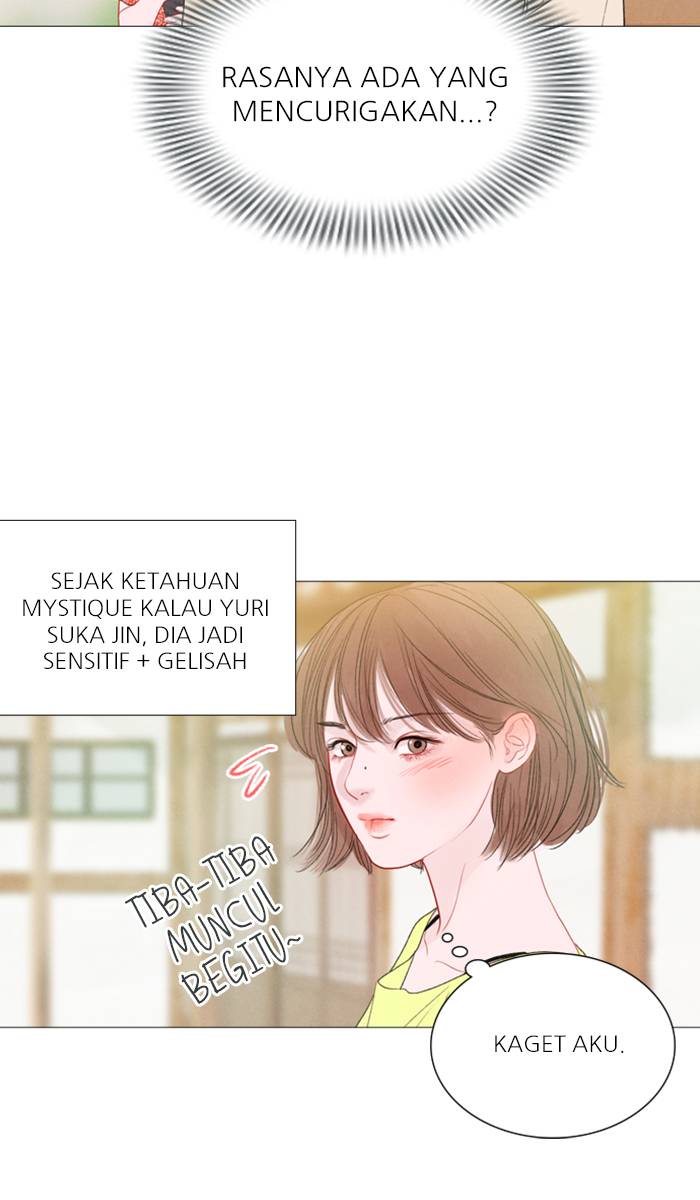 RASANYA ADA YANG
MENCURIGAKAN...?
SEJAK KETAHUAN
MYSTIQUE KALAU YURI
SUKA JIN, DIA JADI
SENSITIF + GELISAH
TIBA-TIBA
MUNCUL
BEGITU~
KAGET AKU.